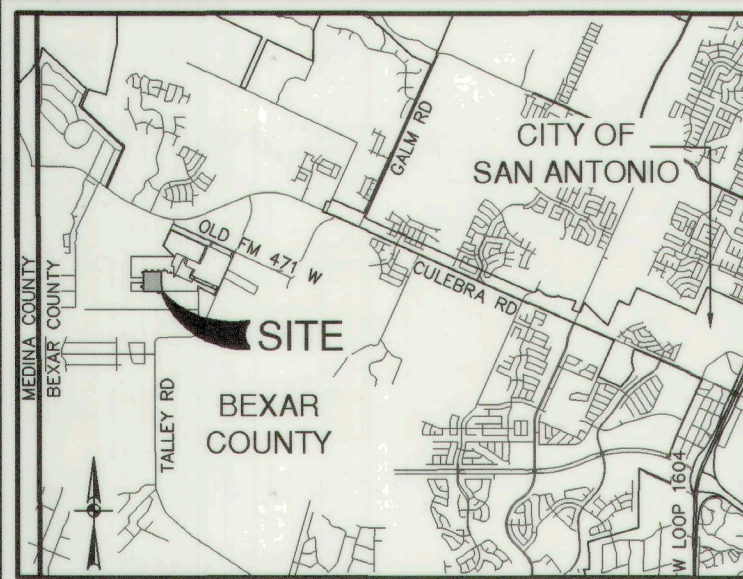 CITY OF
SAN ANTONIO
GALM RD
OLD FM 471 W
CULEBRA RD
MEDINA COUNTY
BEXAR COUNTY
SITE
BEXAR
COUNTY
TALLEY RD
W LOOP 1604